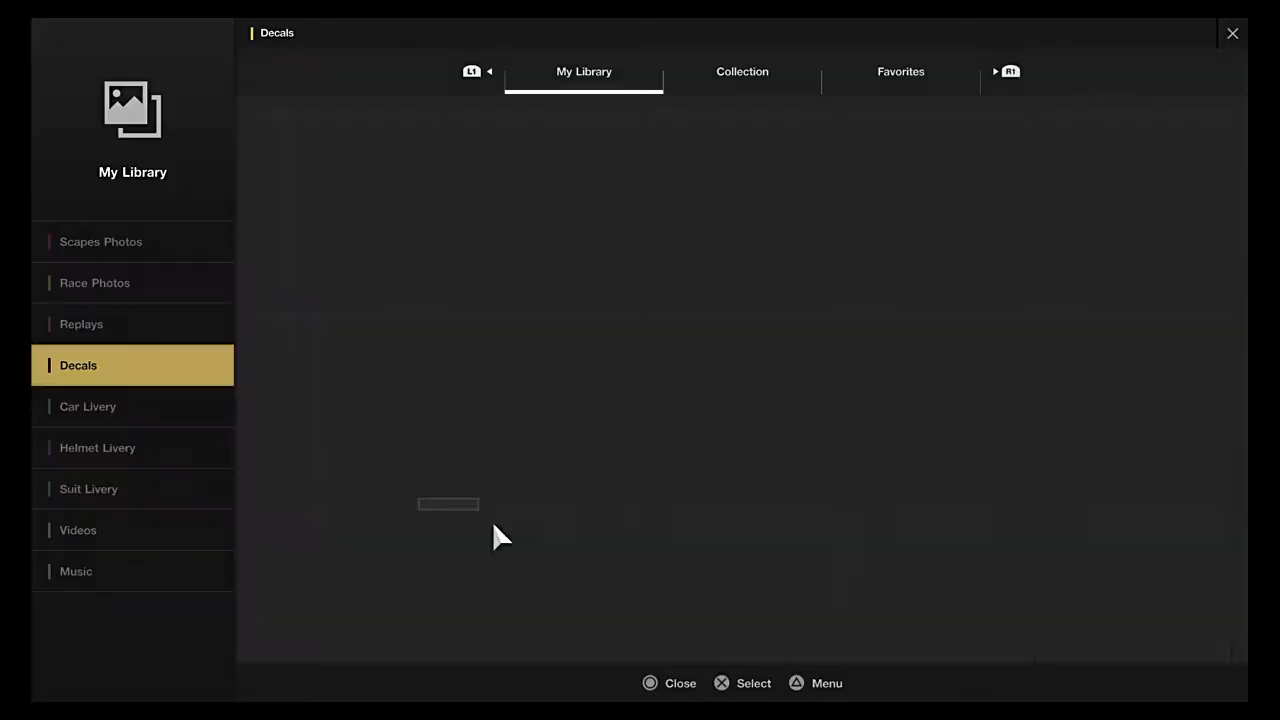 Decals
L1
My Library
Collection
Favorites
R1
My Library
Scapes Photos
Race Photos
Replays
Decals
Car Livery
Helmet Livery
Suit Livery
Videos
Music
Close
Select
Menu